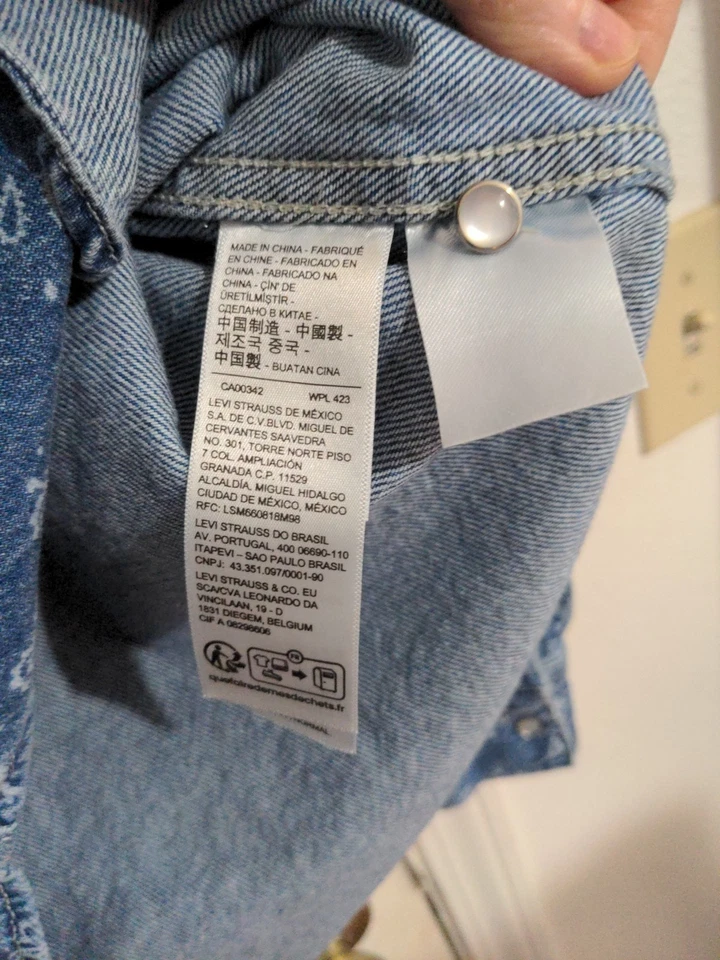 MADE IN CHINA - FABRIQUÉ
EN CHINE - FABRICADO EN
CHINA - FABRICADO NA
CHINA - ÇİN' DE
ÜRETİLMİŞTİR -
СДЕЛАНО В КИТАЕ -
中国制造 - 中國製 -
제조국 중국 -
中国製 - BUATAN CINA
CA00342 WPL 423
LEVI STRAUSS DE MÉXICO
S.A. DE C.V.BLVD. MIGUEL DE
CERVANTES SAAVEDRA
NO. 301, TORRE NORTE PISO
7 COL. AMPLIACIÓN
GRANADA C.P. 11529
ALCALDÍA. MIGUEL HIDALGO
CIUDAD DE MÉXICO, MÉXICO
RFC: LSM660818M98
LEVI STRAUSS DO BRASIL
AV. PORTUGAL, 400 06690-110
ITAPEVI – SAO PAULO BRASIL
CNPJ: 43.351.097/0001-90
LEVI STRAUSS & CO. EU
SCA/CVA LEONARDO DA
VINCILAAN, 19 - D
1831 DIEGEM, BELGIUM
CIF A 08298606
FR
quefairedemesdechets.fr
NORMAL